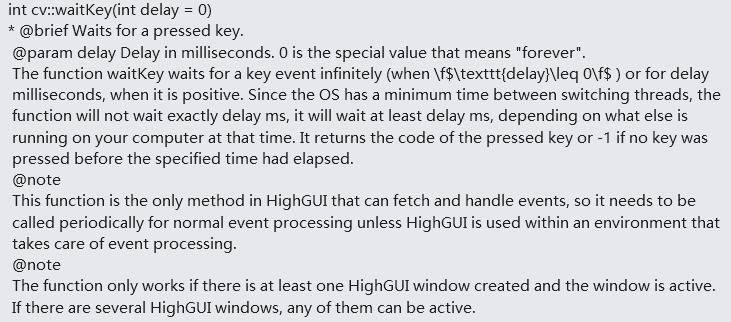 int cv::waitKey(int delay = 0)
* @brief Waits for a pressed key.
@param delay Delay in milliseconds. 0 is the special value that means "forever".
The function waitKey waits for a key event infinitely (when \f$\texttt{delay}\leq 0\f$ ) or for delay
milliseconds, when it is positive. Since the OS has a minimum time between switching threads, the
function will not wait exactly delay ms, it will wait at least delay ms, depending on what else is
running on your computer at that time. It returns the code of the pressed key or -1 if no key was
pressed before the specified time had elapsed.
@note
This function is the only method in HighGUI that can fetch and handle events, so it needs to be
called periodically for normal event processing unless HighGUI is used within an environment that
takes care of event processing.
@note
The function only works if there is at least one HighGUI window created and the window is active.
If there are several HighGUI windows, any of them can be active.